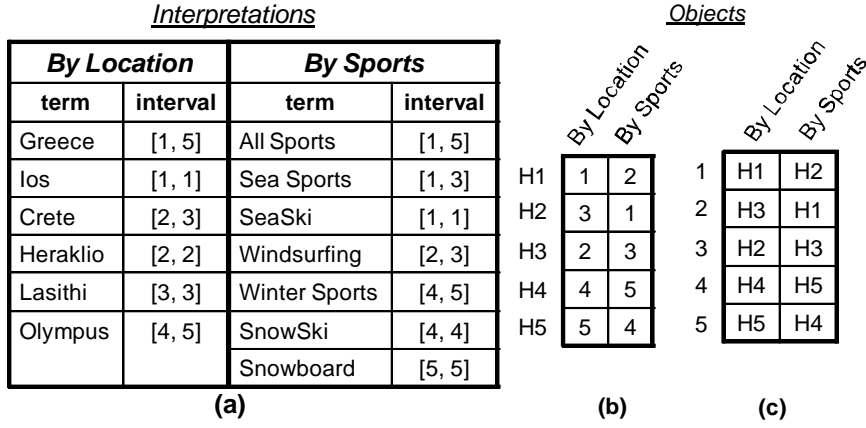 Interpretations
By Location By Sports
term interval term interval
Greece [1, 5] All Sports [1, 5]
Ios [1, 1] Sea Sports [1, 3]
Crete [2, 3] SeaSki [1, 1]
Heraklio [2, 2] Windsurfing [2, 3]
Lasithi [3, 3] Winter Sports [4, 5]
Olympus [4, 5] SnowSki [4, 4]
Snowboard [5, 5]
(a)
Objects
By Location By Sports
H1 1 2
H2 3 1
H3 2 3
H4 4 5
H5 5 4
(b)
By Location By Sports
1 H1 H2
2 H3 H1
3 H2 H3
4 H4 H5
5 H5 H4
(c)